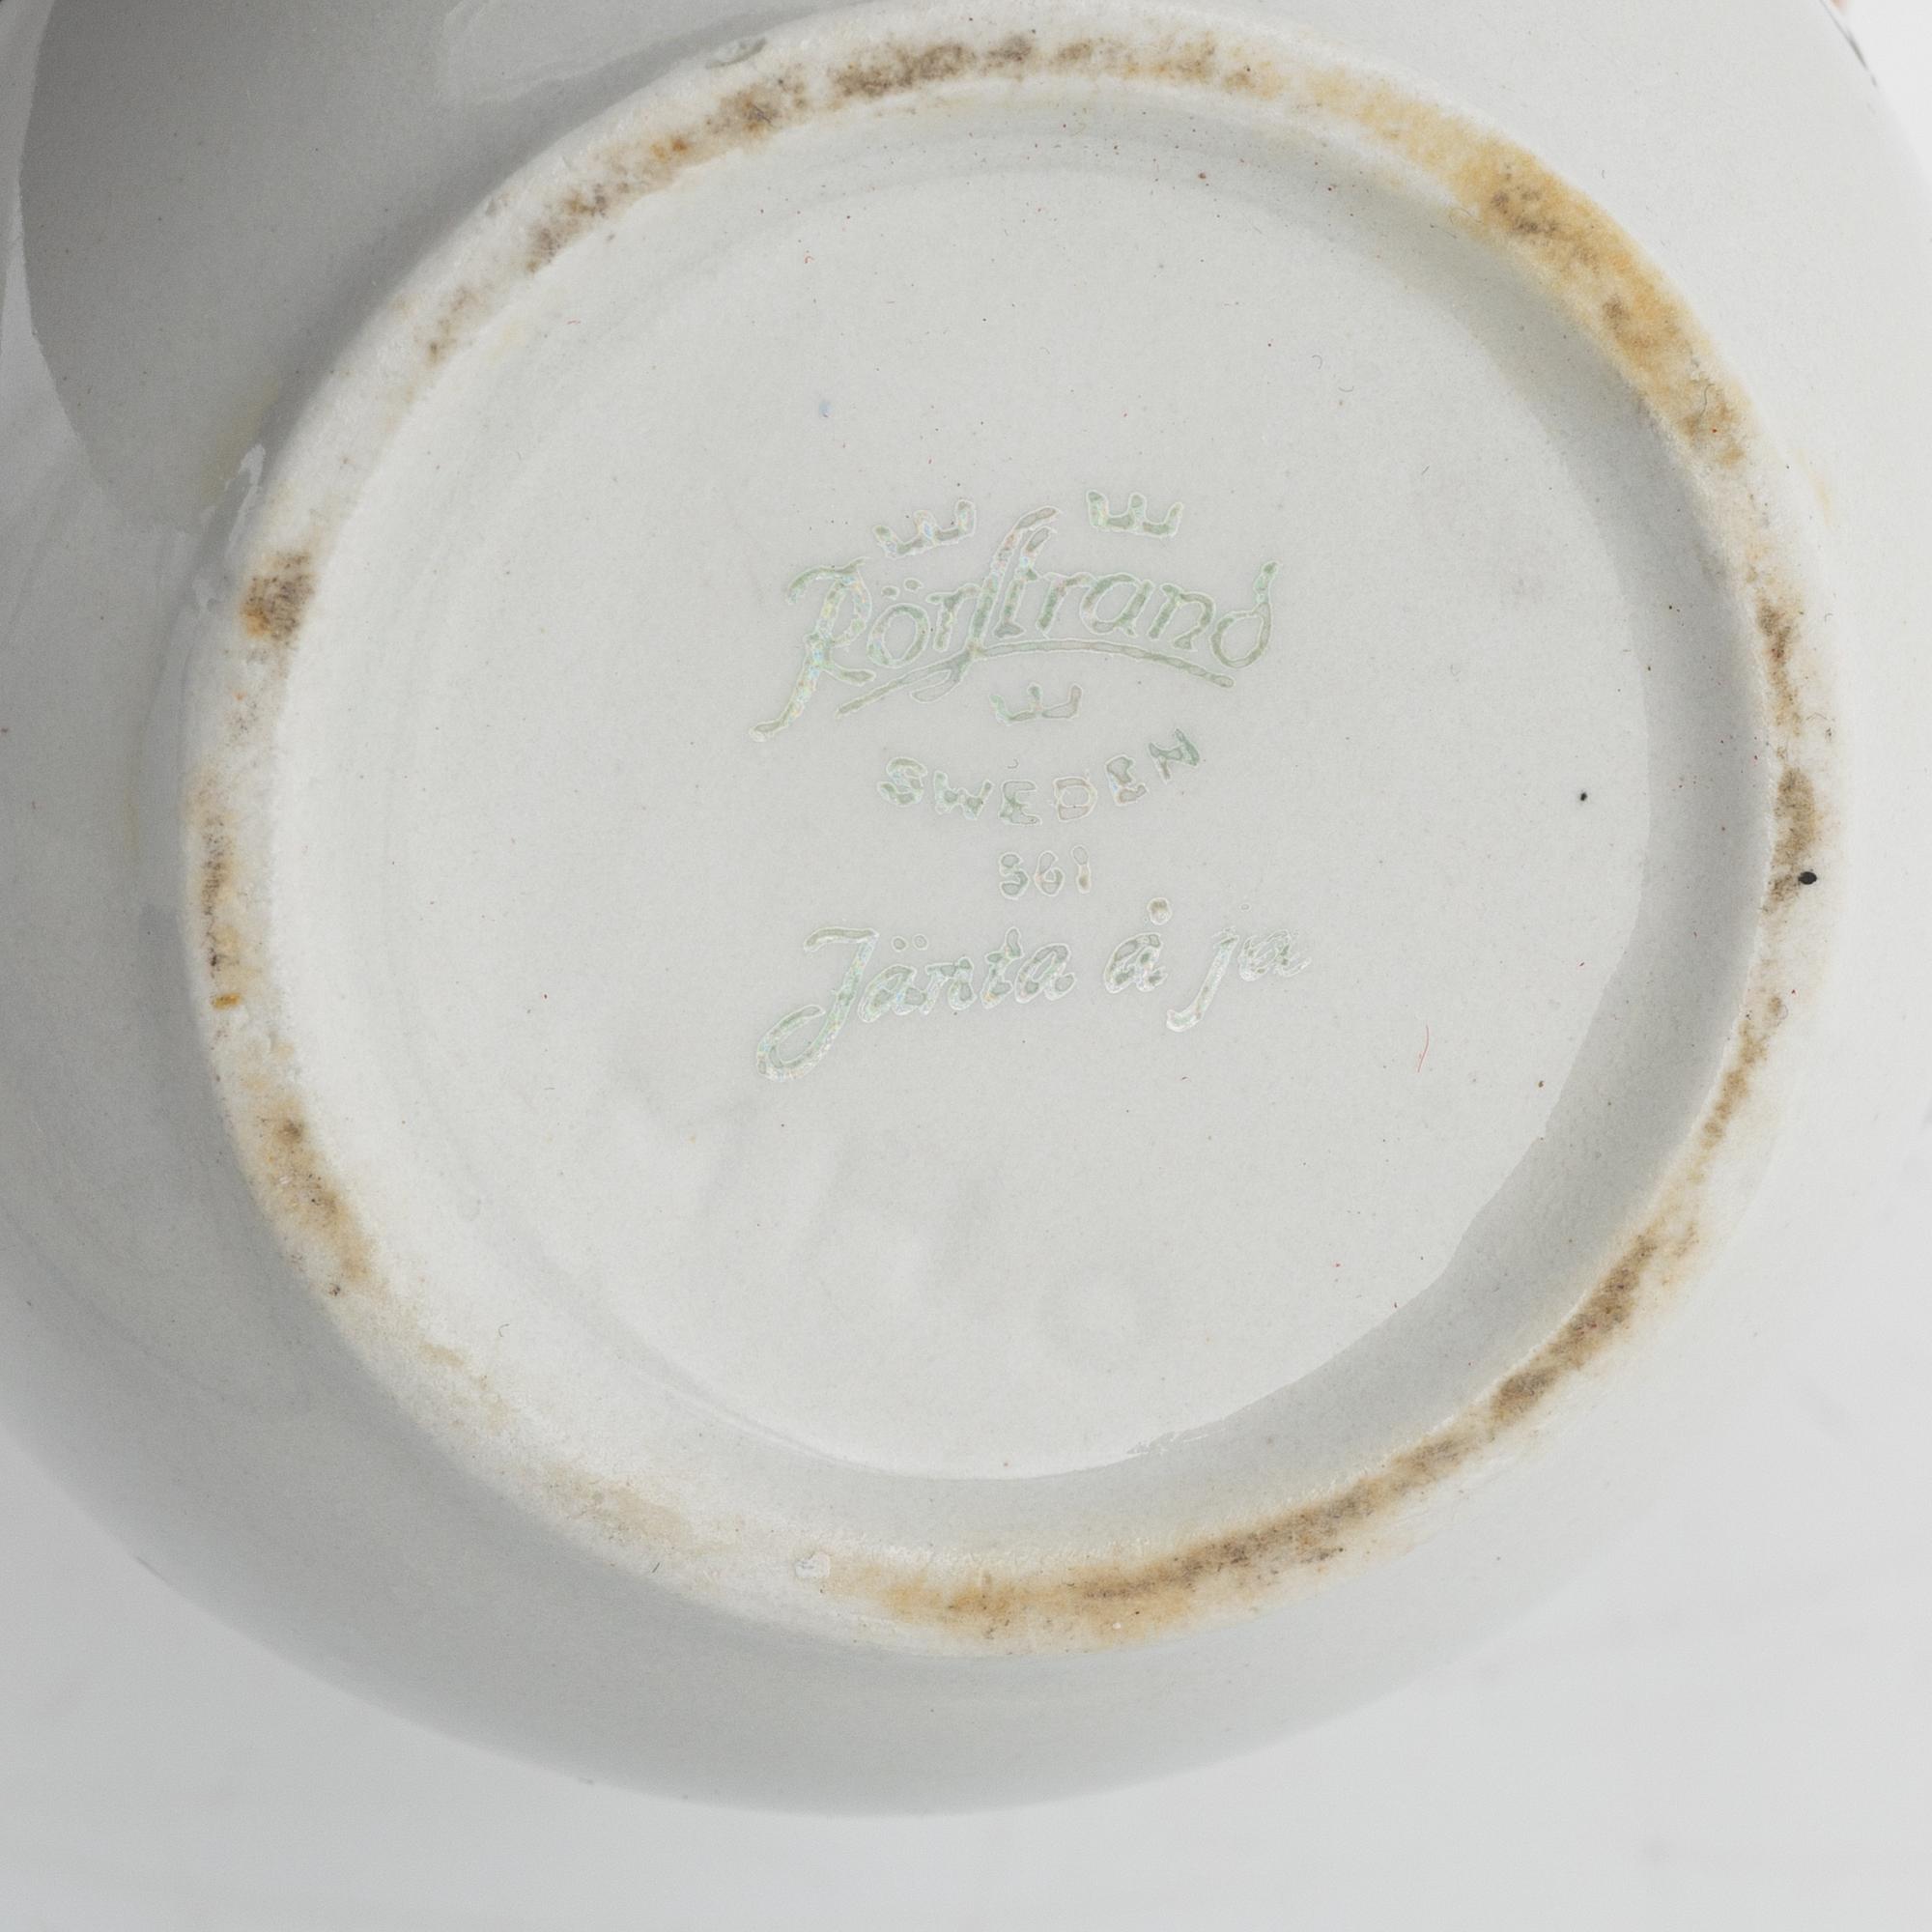 Rörstrand
SWEDEN
361
Jänta å ja